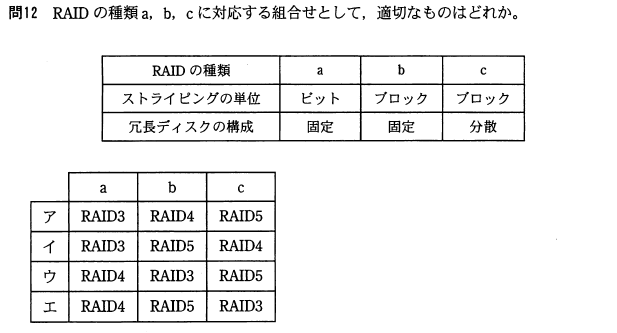 問12 RAID の種類 a，b，c に対応する組合せとして，適切なものはどれか。
RAID の種類 a b c
ストライピングの単位 ビット ブロック ブロック
冗長ディスクの構成 固定 固定 分散
a b c
ア RAID3 RAID4 RAID5
イ RAID3 RAID5 RAID4
ウ RAID4 RAID3 RAID5
エ RAID4 RAID5 RAID3